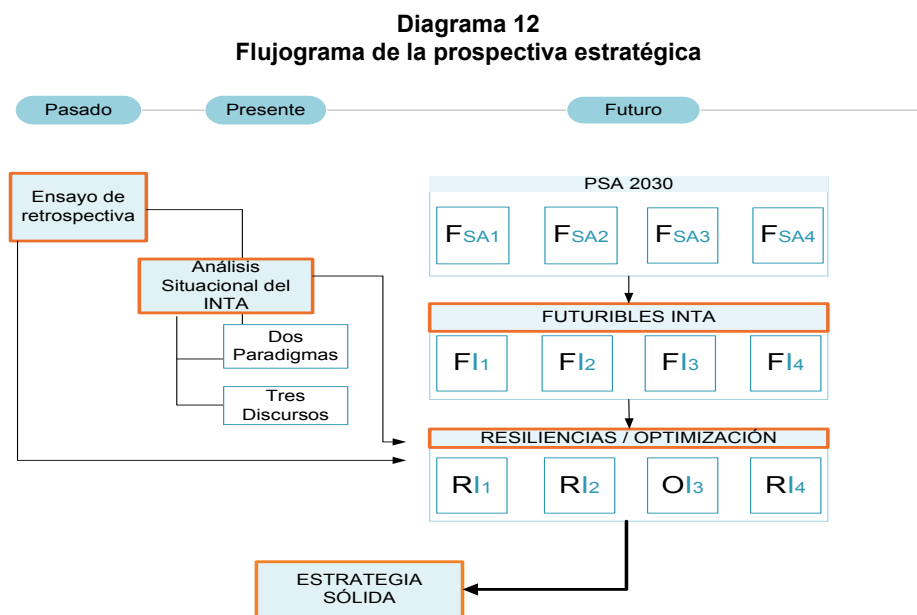 Diagrama 12
Flujograma de la prospectiva estratégica
Pasado
Presente
Futuro
Ensayo de
retrospectiva
Análisis
Situacional del
INTA
Dos
Paradigmas
Tres
Discursos
PSA 2030
FSA1 FSA2 FSA3 FSA4
FUTURIBLES INTA
FI1 FI2 FI3 FI4
RESILIENCIAS / OPTIMIZACIÓN
RI1 RI2 OI3 RI4
ESTRATEGIA
SÓLIDA